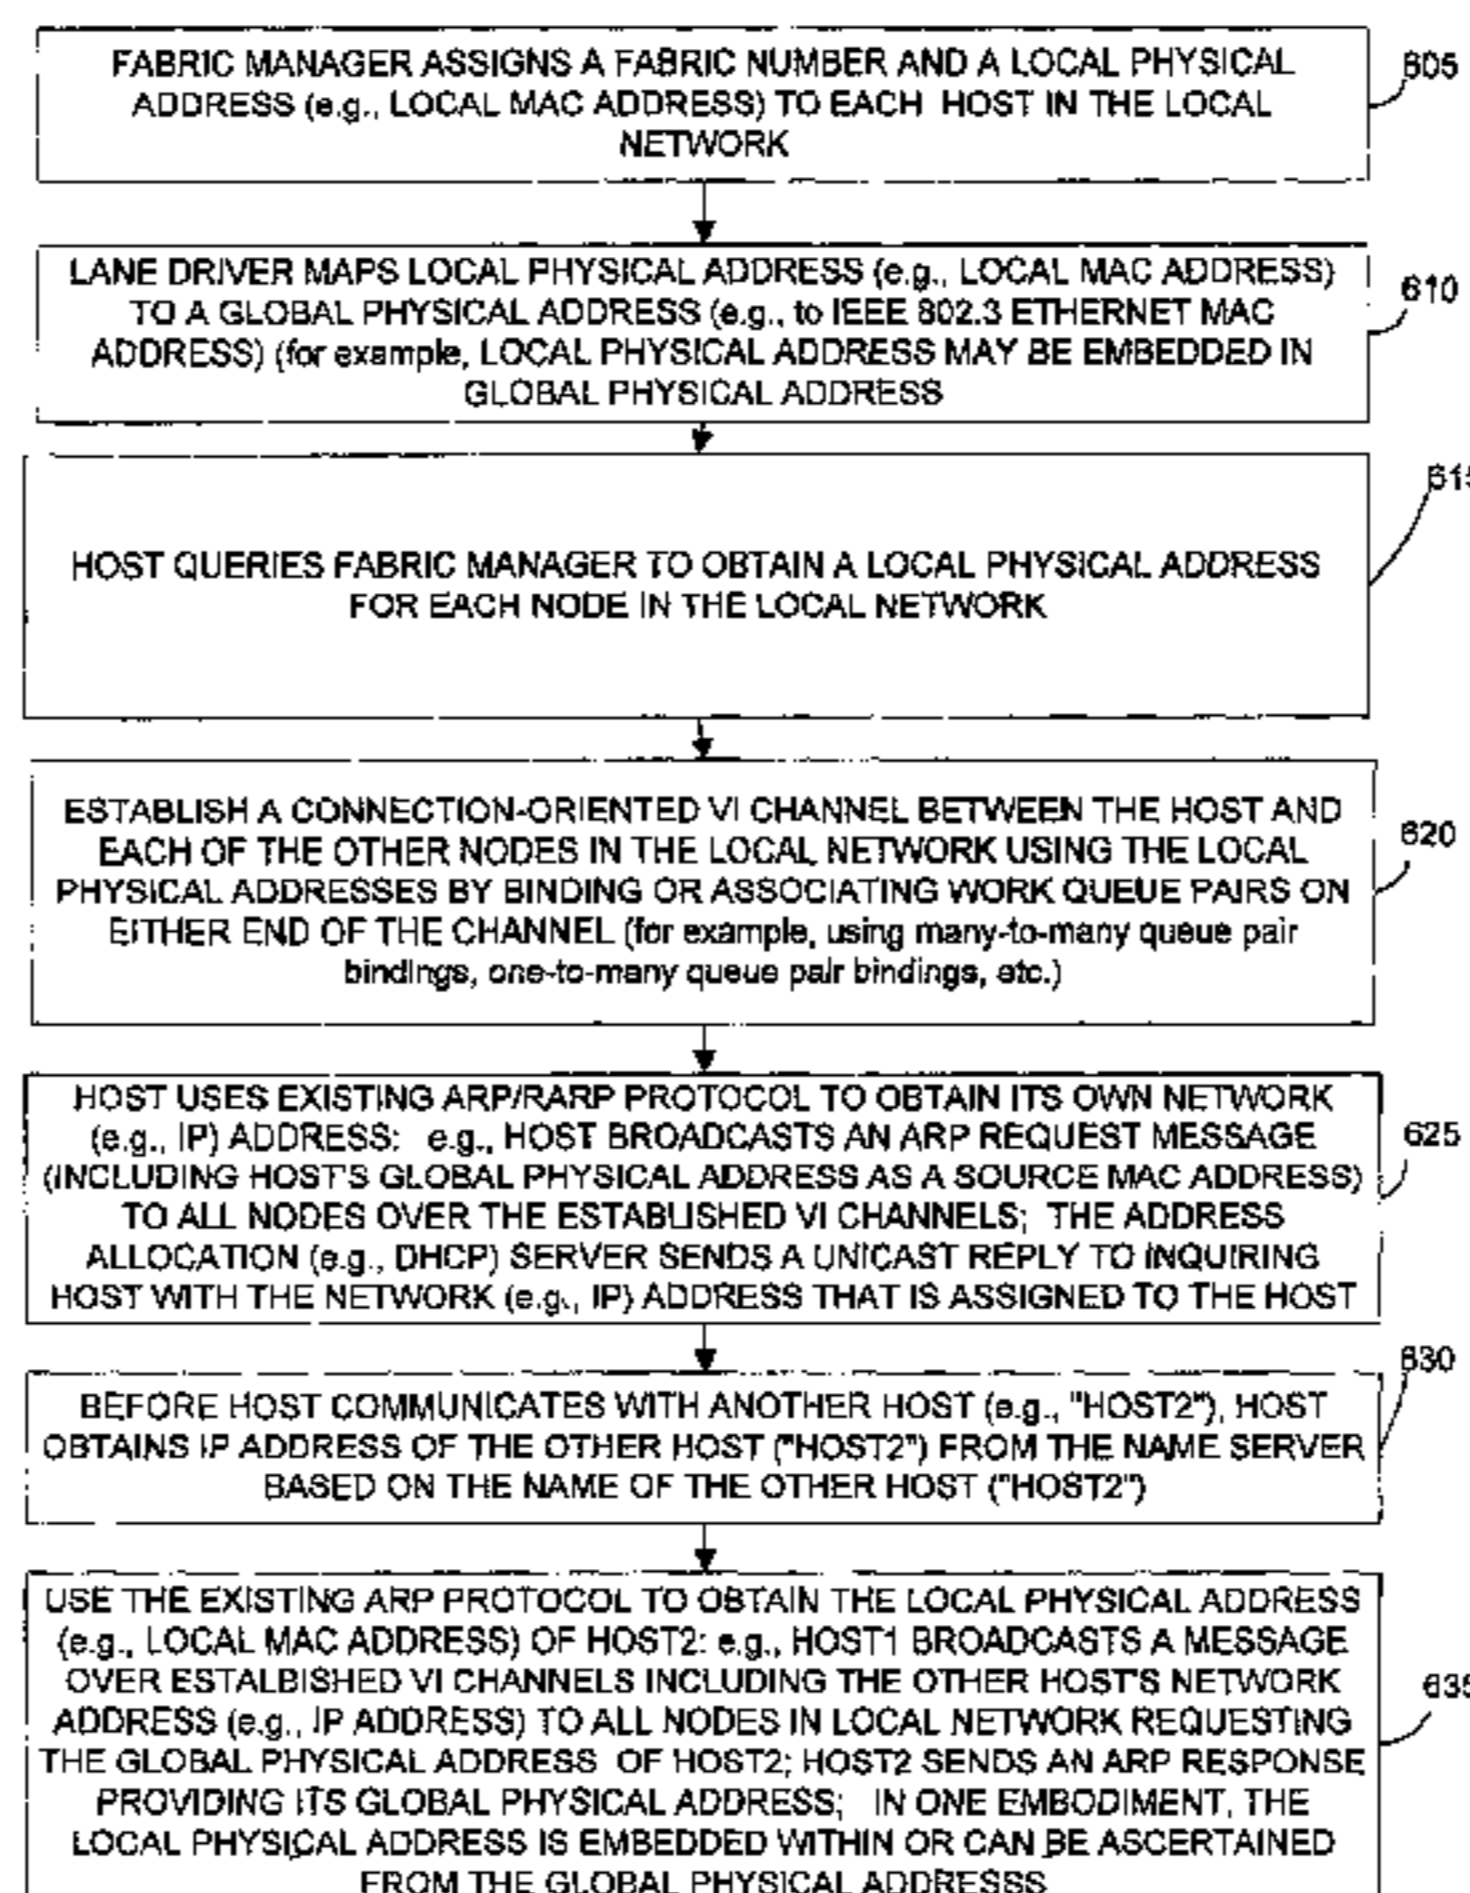 FABRIC MANAGER ASSIGNS A FABRIC NUMBER AND A LOCAL PHYSICAL
ADDRESS (e.g., LOCAL MAC ADDRESS) TO EACH HOST IN THE LOCAL
NETWORK
605
LANE DRIVER MAPS LOCAL PHYSICAL ADDRESS (e.g., LOCAL MAC ADDRESS)
TO A GLOBAL PHYSICAL ADDRESS (e.g., to IEEE 802.3 ETHERNET MAC
ADDRESS) (for example, LOCAL PHYSICAL ADDRESS MAY BE EMBEDDED IN
GLOBAL PHYSICAL ADDRESS
610
HOST QUERIES FABRIC MANAGER TO OBTAIN A LOCAL PHYSICAL ADDRESS
FOR EACH NODE IN THE LOCAL NETWORK
615
ESTABLISH A CONNECTION-ORIENTED VI CHANNEL BETWEEN THE HOST AND
EACH OF THE OTHER NODES IN THE LOCAL NETWORK USING THE LOCAL
PHYSICAL ADDRESSES BY BINDING OR ASSOCIATING WORK QUEUE PAIRS ON
EITHER END OF THE CHANNEL (for example, using many-to-many queue pair
bindings, one-to-many queue pair bindings, etc.)
620
HOST USES EXISTING ARP/RARP PROTOCOL TO OBTAIN ITS OWN NETWORK
(e.g., IP) ADDRESS: e.g., HOST BROADCASTS AN ARP REQUEST MESSAGE
(INCLUDING HOST'S GLOBAL PHYSICAL ADDRESS AS A SOURCE MAC ADDRESS)
TO ALL NODES OVER THE ESTABLISHED VI CHANNELS; THE ADDRESS
ALLOCATION (e.g., DHCP) SERVER SENDS A UNICAST REPLY TO INQUIRING
HOST WITH THE NETWORK (e.g., IP) ADDRESS THAT IS ASSIGNED TO THE HOST
625
BEFORE HOST COMMUNICATES WITH ANOTHER HOST (e.g., "HOST2"), HOST
OBTAINS IP ADDRESS OF THE OTHER HOST ("HOST2") FROM THE NAME SERVER
BASED ON THE NAME OF THE OTHER HOST ("HOST2")
630
USE THE EXISTING ARP PROTOCOL TO OBTAIN THE LOCAL PHYSICAL ADDRESS
(e.g., LOCAL MAC ADDRESS) OF HOST2: e.g., HOST1 BROADCASTS A MESSAGE
OVER ESTALBISHED VI CHANNELS INCLUDING THE OTHER HOST'S NETWORK
ADDRESS (e.g., IP ADDRESS) TO ALL NODES IN LOCAL NETWORK REQUESTING
THE GLOBAL PHYSICAL ADDRESS OF HOST2; HOST2 SENDS AN ARP RESPONSE
PROVIDING ITS GLOBAL PHYSICAL ADDRESS; IN ONE EMBODIMENT, THE
LOCAL PHYSICAL ADDRESS IS EMBEDDED WITHIN OR CAN BE ASCERTAINED
FROM THE GLOBAL PHYSICAL ADDRESSS
635